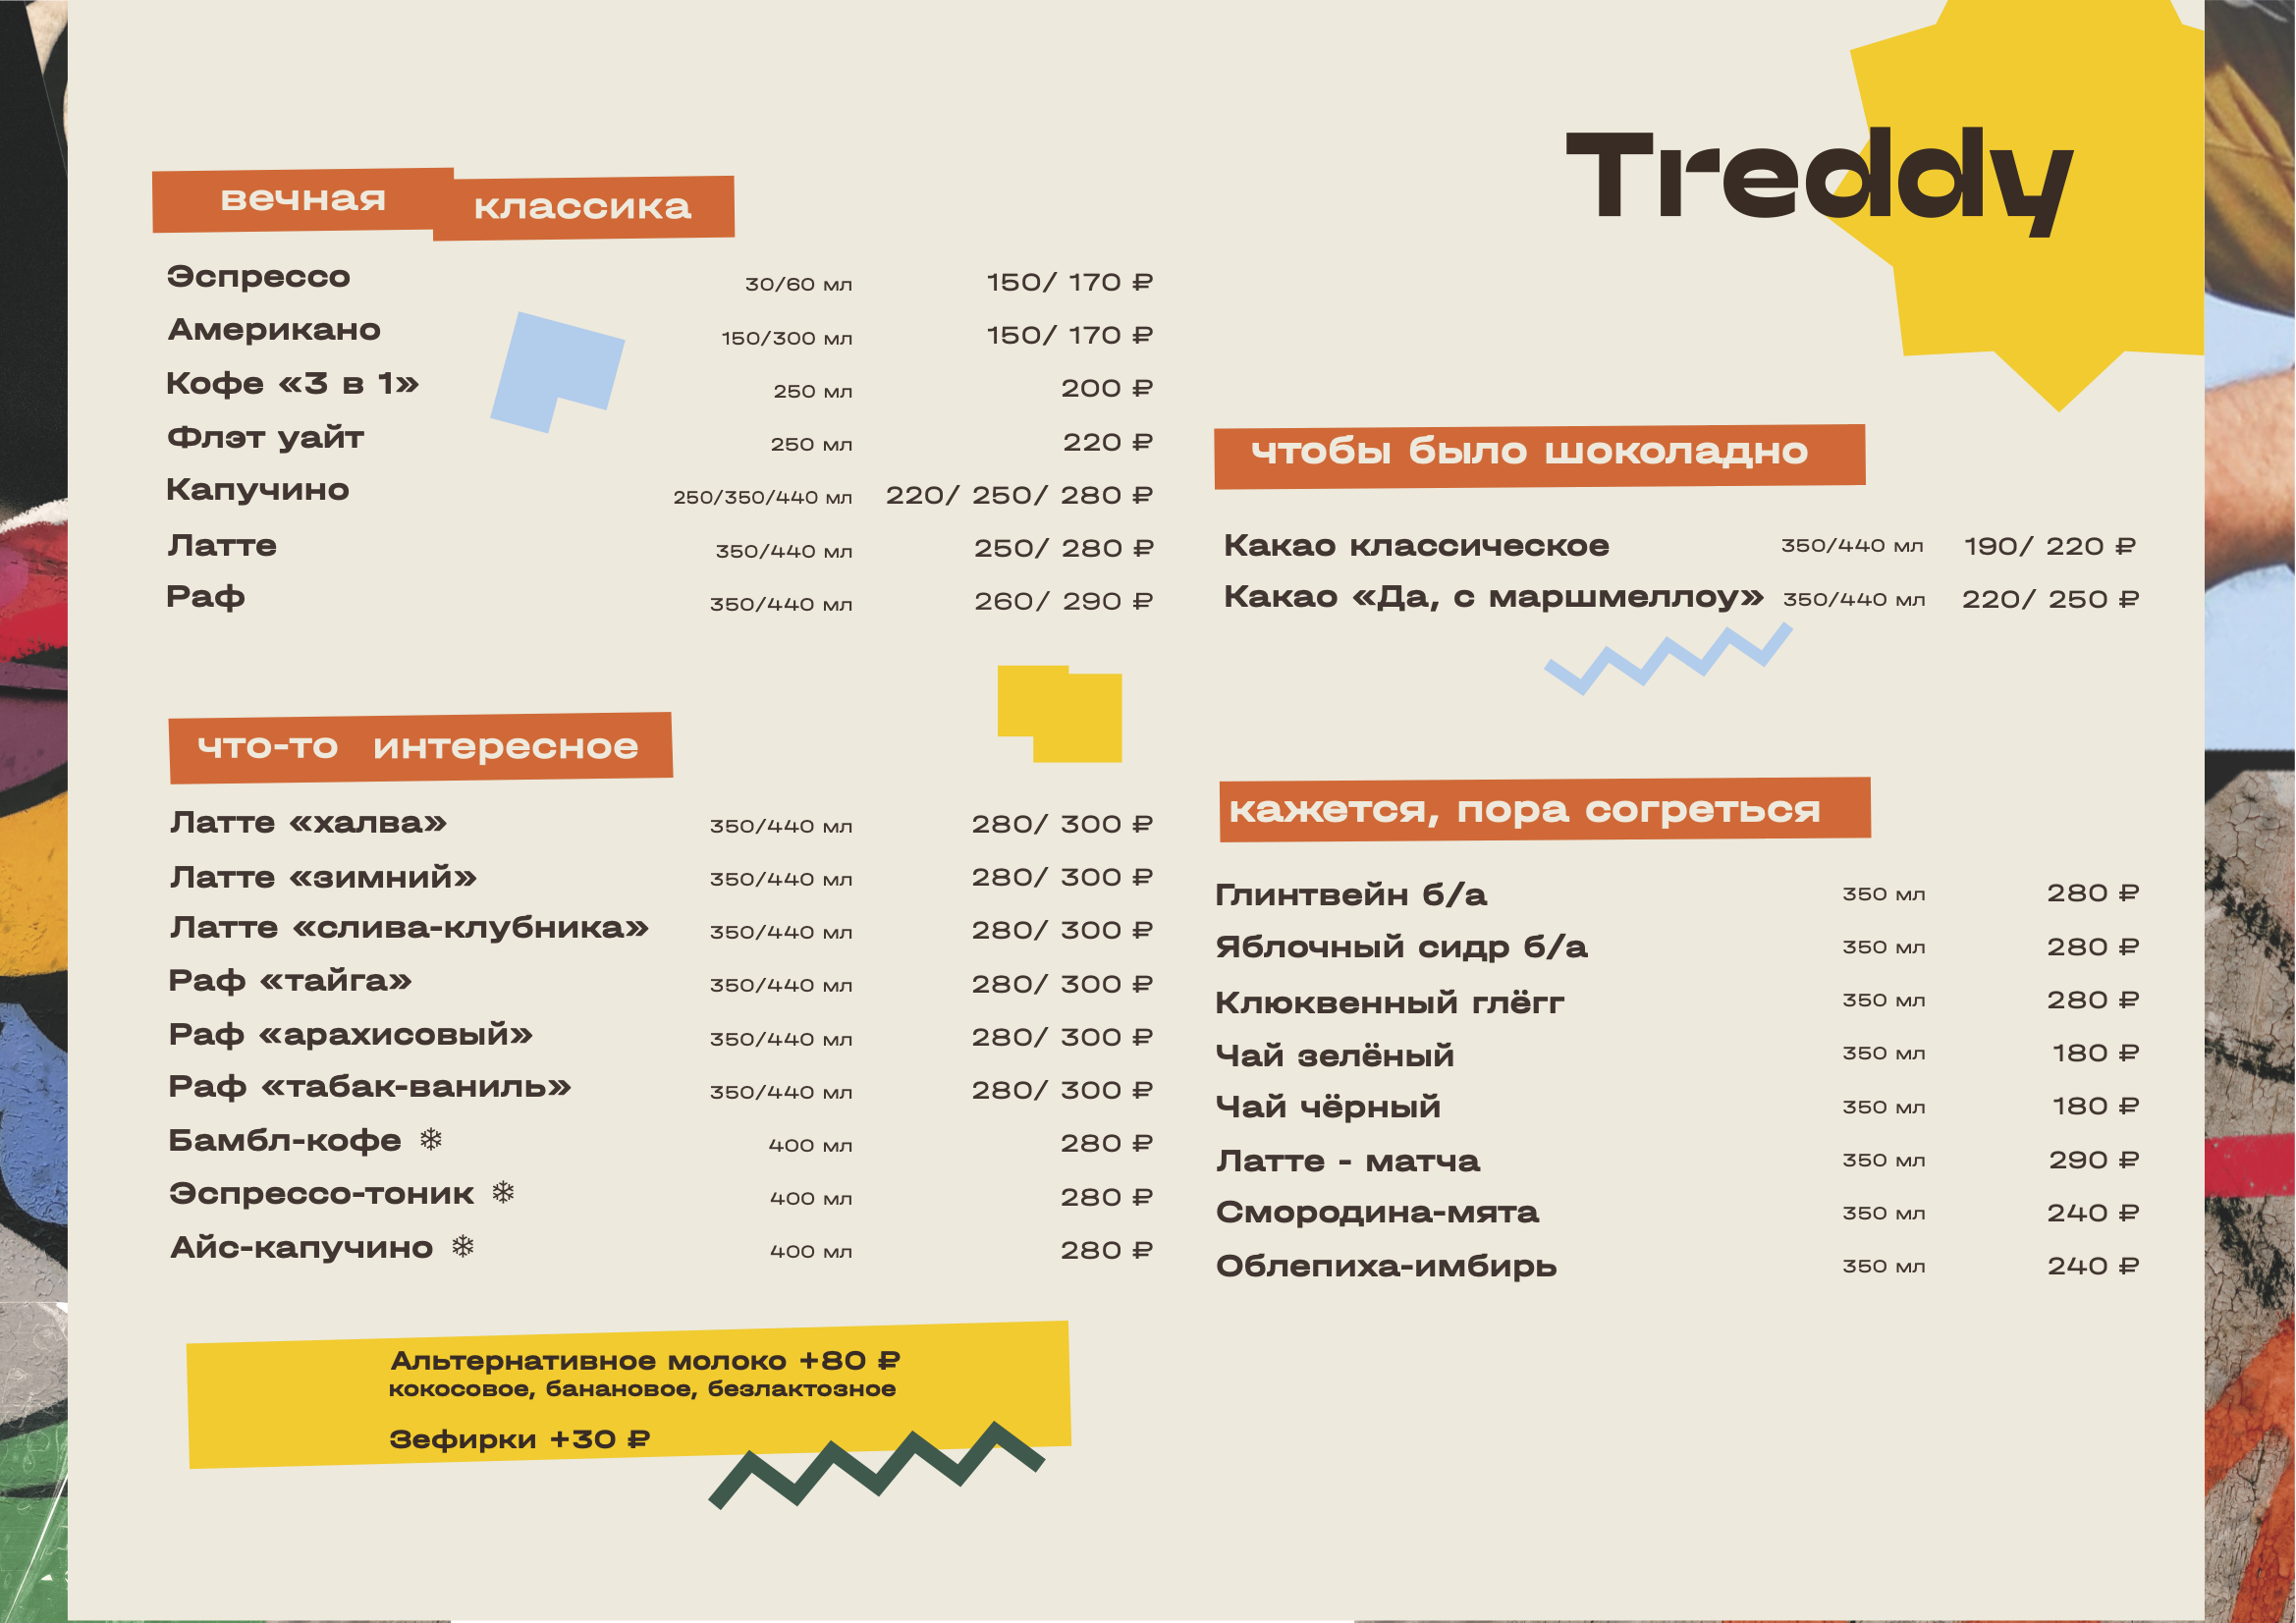 Treddy
вечная классика
Эспрессо 30/60 мл 150/ 170 ₽
Американо 150/300 мл 150/ 170 ₽
Кофе «3 в 1» 250 мл 200 ₽
Флэт уайт 250 мл 220 ₽
Капучино 250/350/440 мл 220/ 250/ 280 ₽
Латте 350/440 мл 250/ 280 ₽
Раф 350/440 мл 260/ 290 ₽
что-то интересное
Латте «халва» 350/440 мл 280/ 300 ₽
Латте «зимний» 350/440 мл 280/ 300 ₽
Латте «слива-клубника» 350/440 мл 280/ 300 ₽
Раф «тайга» 350/440 мл 280/ 300 ₽
Раф «арахисовый» 350/440 мл 280/ 300 ₽
Раф «табак-ваниль» 350/440 мл 280/ 300 ₽
Бамбл-кофе ❄ 400 мл 280 ₽
Эспрессо-тоник ❄ 400 мл 280 ₽
Айс-капучино ❄ 400 мл 280 ₽
Альтернативное молоко +80 ₽
кокосовое, банановое, безлактозное
Зефирки +30 ₽
чтобы было шоколадно
Какао классическое 350/440 мл 190/ 220 ₽
Какао «Да, с маршмеллоу» 350/440 мл 220/ 250 ₽
кажется, пора согреться
Глинтвейн б/а 350 мл 280 ₽
Яблочный сидр б/а 350 мл 280 ₽
Клюквенный глёгг 350 мл 280 ₽
Чай зелёный 350 мл 180 ₽
Чай чёрный 350 мл 180 ₽
Латте - матча 350 мл 290 ₽
Смородина-мята 350 мл 240 ₽
Облепиха-имбирь 350 мл 240 ₽